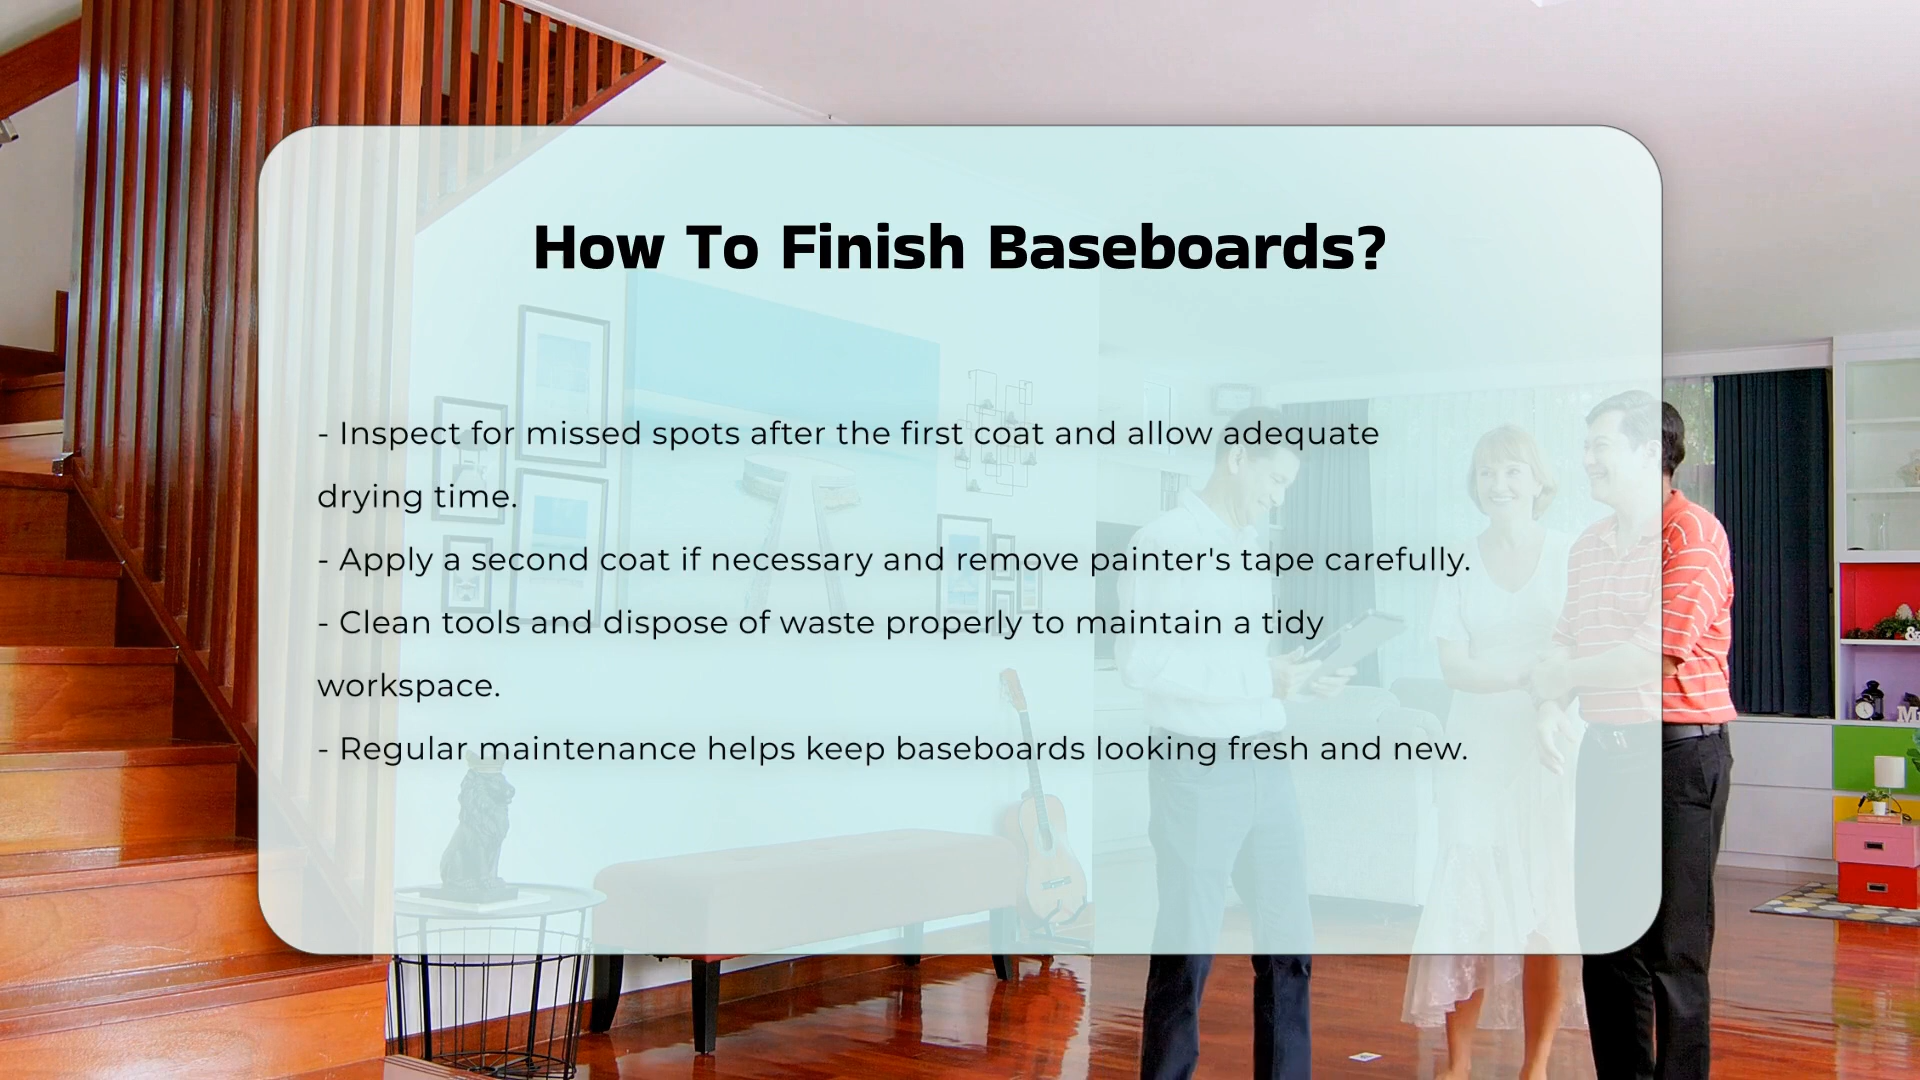 How To Finish Baseboards?
- Inspect for missed spots after the first coat and allow adequate
drying time.
- Apply a second coat if necessary and remove painter's tape carefully.
- Clean tools and dispose of waste properly to maintain a tidy
workspace.
- Regular maintenance helps keep baseboards looking fresh and new.